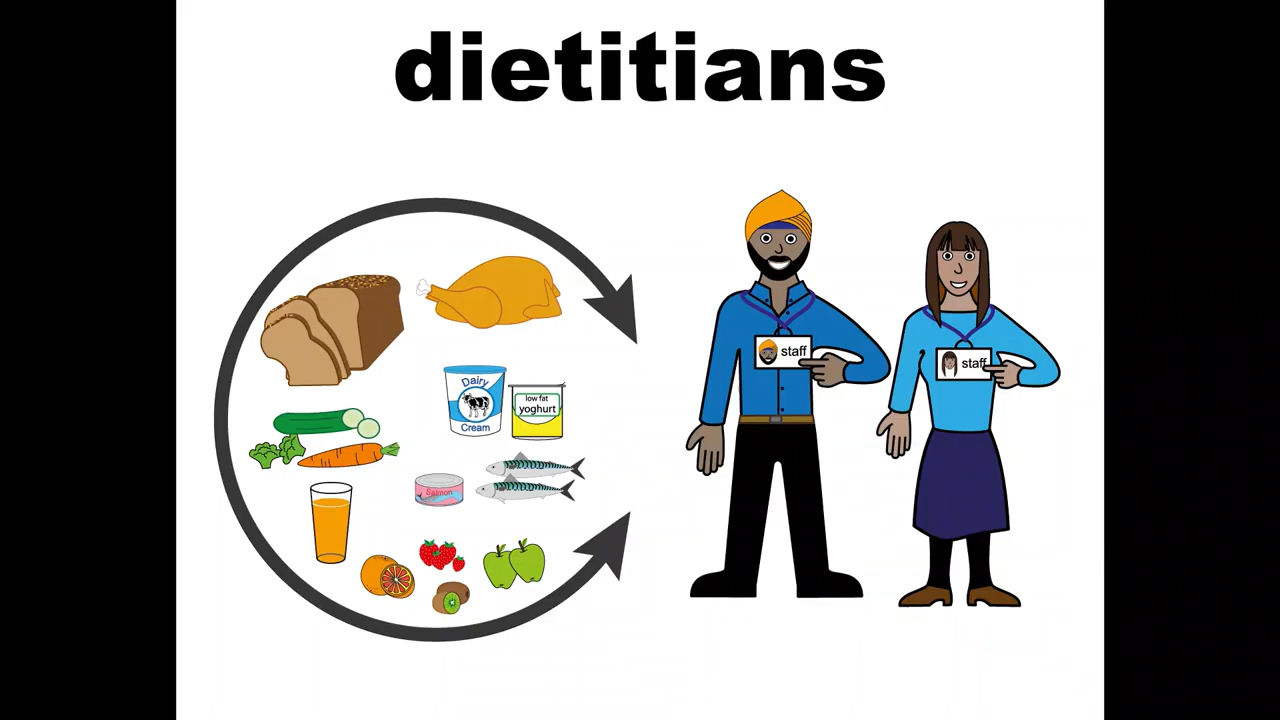 dietitians
Dairy
Cream
low fat
yoghurt
Salmon
staff
staff